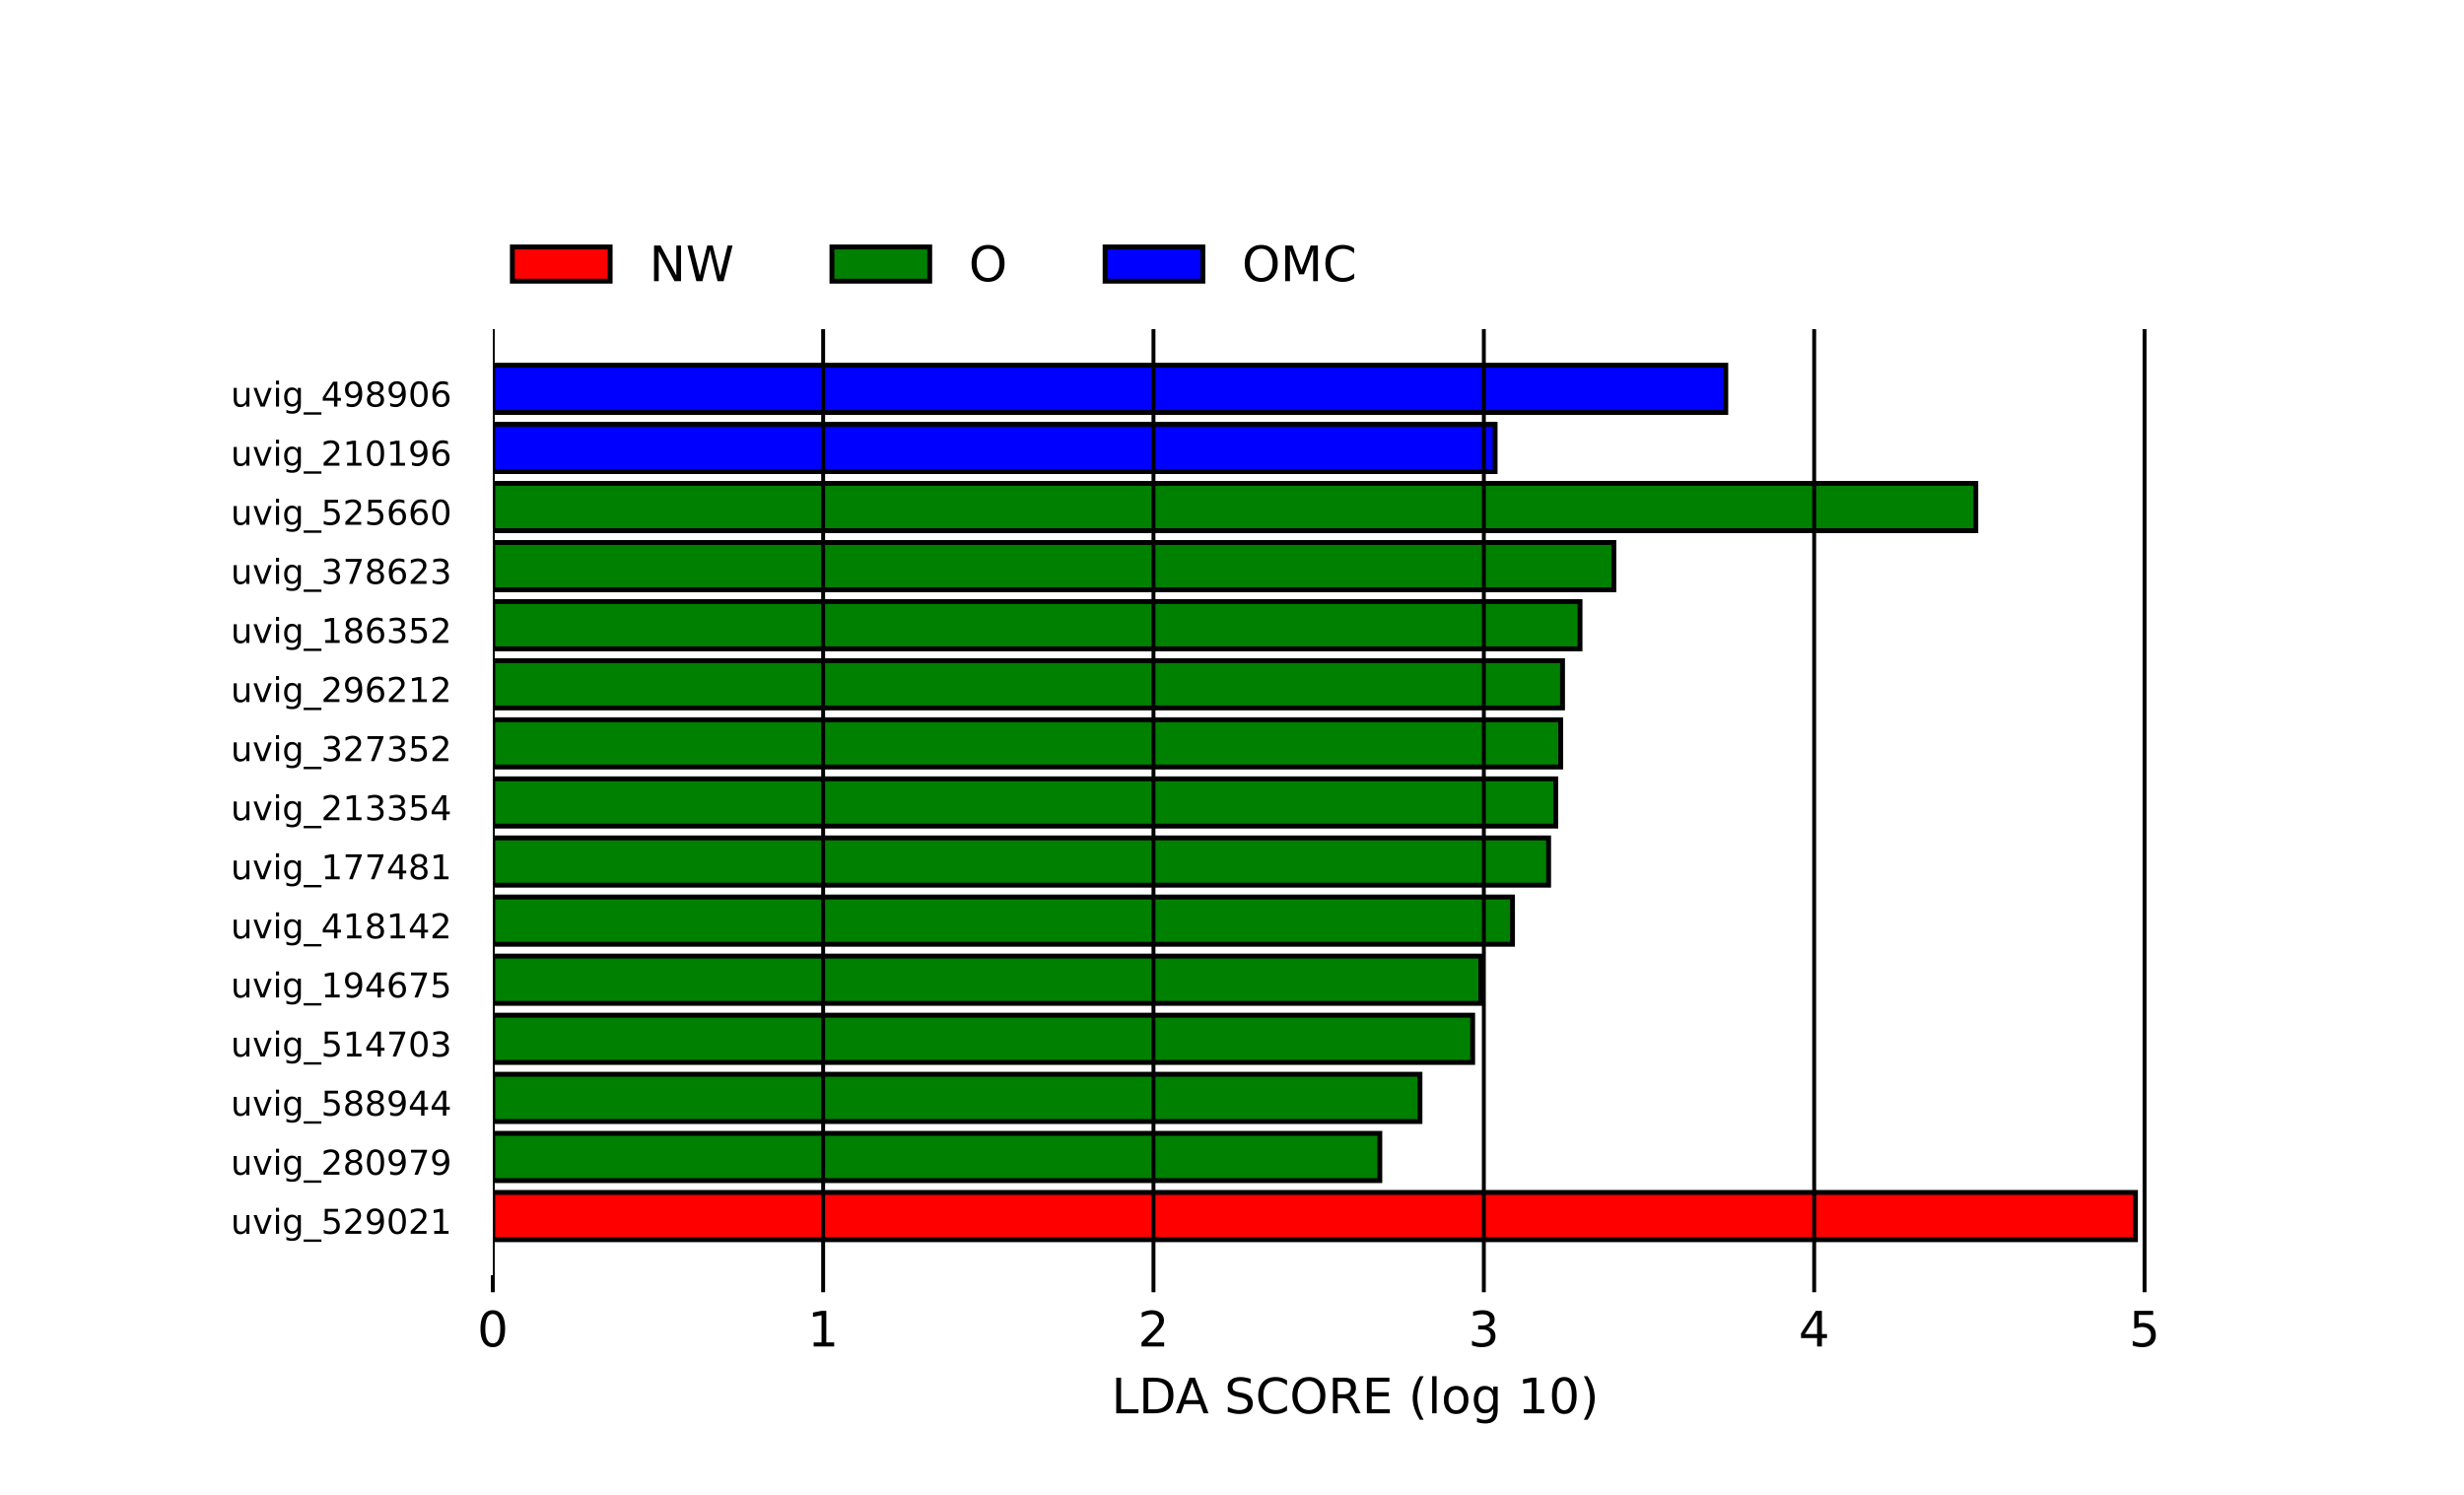 NW O OMC
uvig_498906
uvig_210196
uvig_525660
uvig_378623
uvig_186352
uvig_296212
uvig_327352
uvig_213354
uvig_177481
uvig_418142
uvig_194675
uvig_514703
uvig_588944
uvig_280979
uvig_529021
0 1 2 3 4 5
LDA SCORE (log 10)